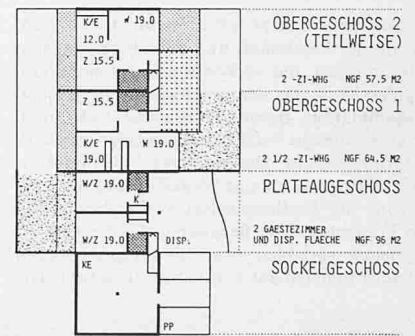 K/E
12.0
W 19.0
Z 15.5
Z 15.5
K/E
19.0
W 19.0
W/Z 19.0
K
W/Z 19.0
DISP.
KE
PP
OBERGESCHOSS 2
(TEILWEISE)
2 -ZI-WHG NGF 57.5 M2
OBERGESCHOSS 1
2 1/2 -ZI-WHG NGF 64.5 M2
PLATEAUGESCHOSS
2 GAESTEZIMMER
UND DISP. FLAECHE NGF 96 M2
SOCKELGESCHOSS